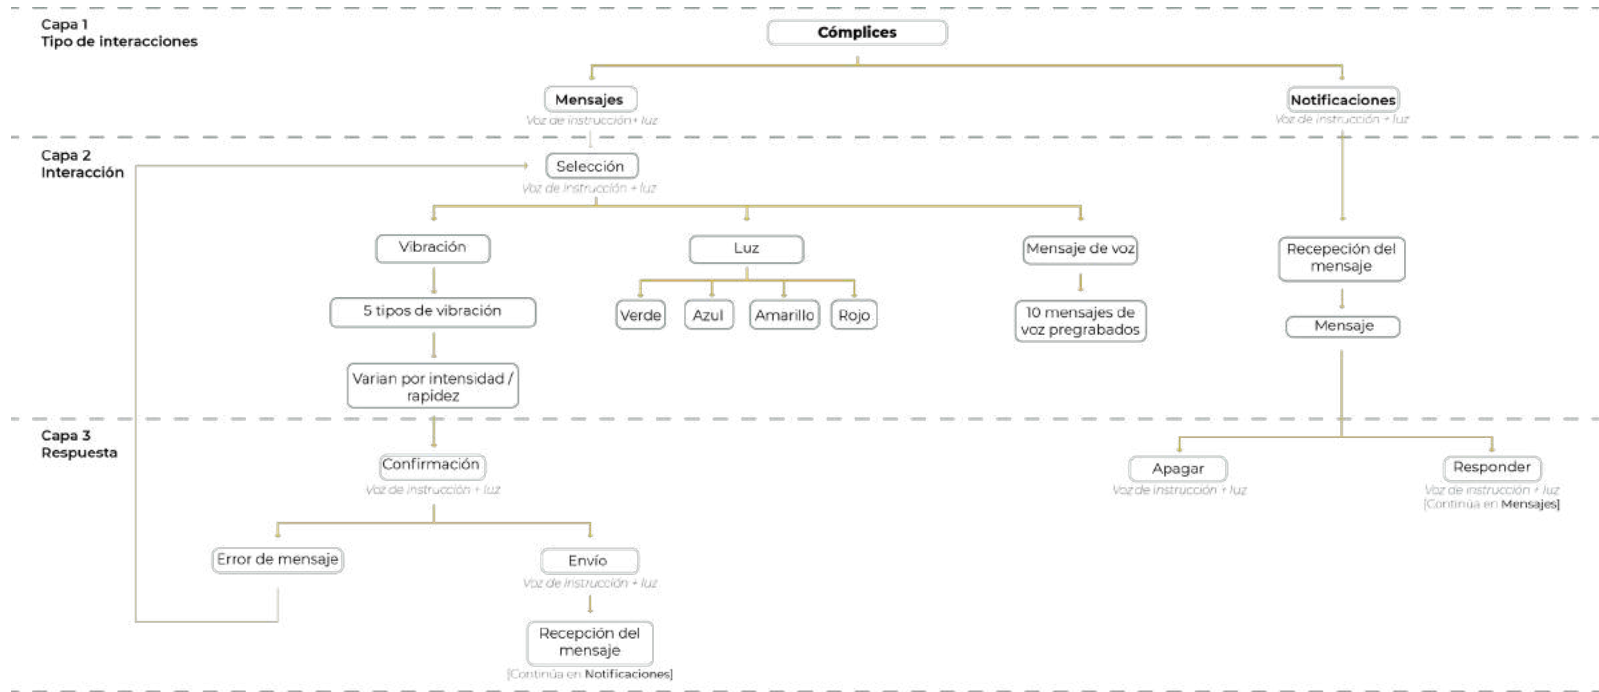 Capa 1
Tipo de interacciones
Cómplices
Mensajes
Voz de instrucción+ luz
Notificaciones
Voz de instrucción + luz
Capa 2
Interacción
Selección
Voz de instrucción + luz
Vibración
Luz
Mensaje de voz
Recepeción del
mensaje
5 tipos de vibración
Verde
Azul
Amarillo
Rojo
10 mensajes de
voz pregrabados
Mensaje
Varian por intensidad /
rapidez
Capa 3
Respuesta
Confirmación
Voz de instrucción + luz
Apagar
Voz de instrucción + luz
Responder
Voz de instrucción + luz
[Continúa en Mensajes]
Error de mensaje
Envío
Voz de instrucción + luz
Recepción del
mensaje
[Continúa en Notificaciones]